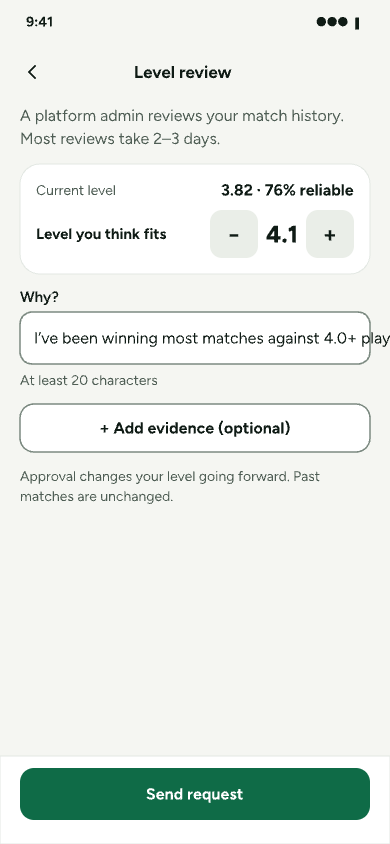 9:41
Level review
A platform admin reviews your match history.
Most reviews take 2–3 days.
Current level
3.82 · 76% reliable
Level you think fits
– 4.1 +
Why?
I’ve been winning most matches against 4.0+ play
At least 20 characters
+ Add evidence (optional)
Approval changes your level going forward. Past
matches are unchanged.
Send request